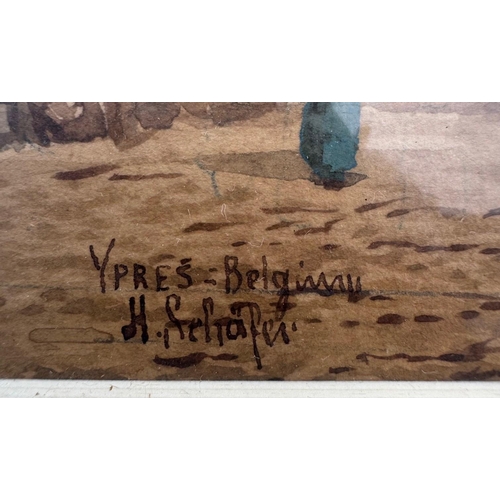 YPRES = Belgium
H. Schäfer.